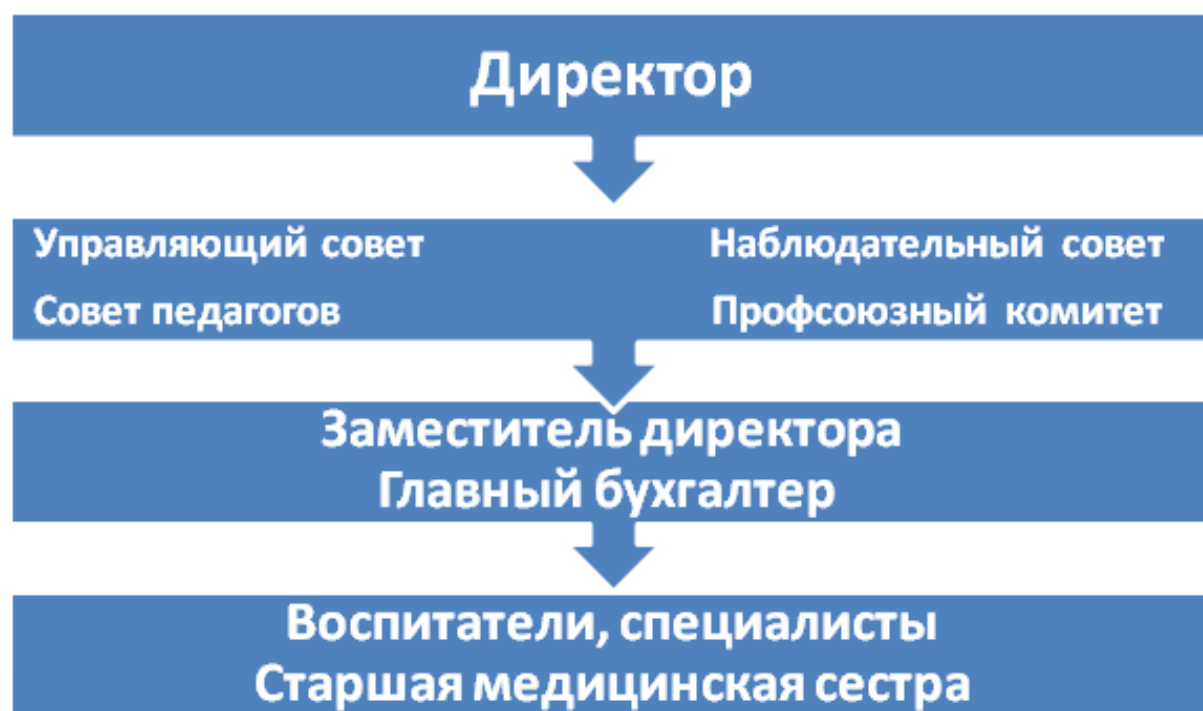 Директор
Управляющий совет Наблюдательный совет
Совет педагогов Профсоюзный комитет
Заместитель директора
Главный бухгалтер
Воспитатели, специалисты
Старшая медицинская сестра